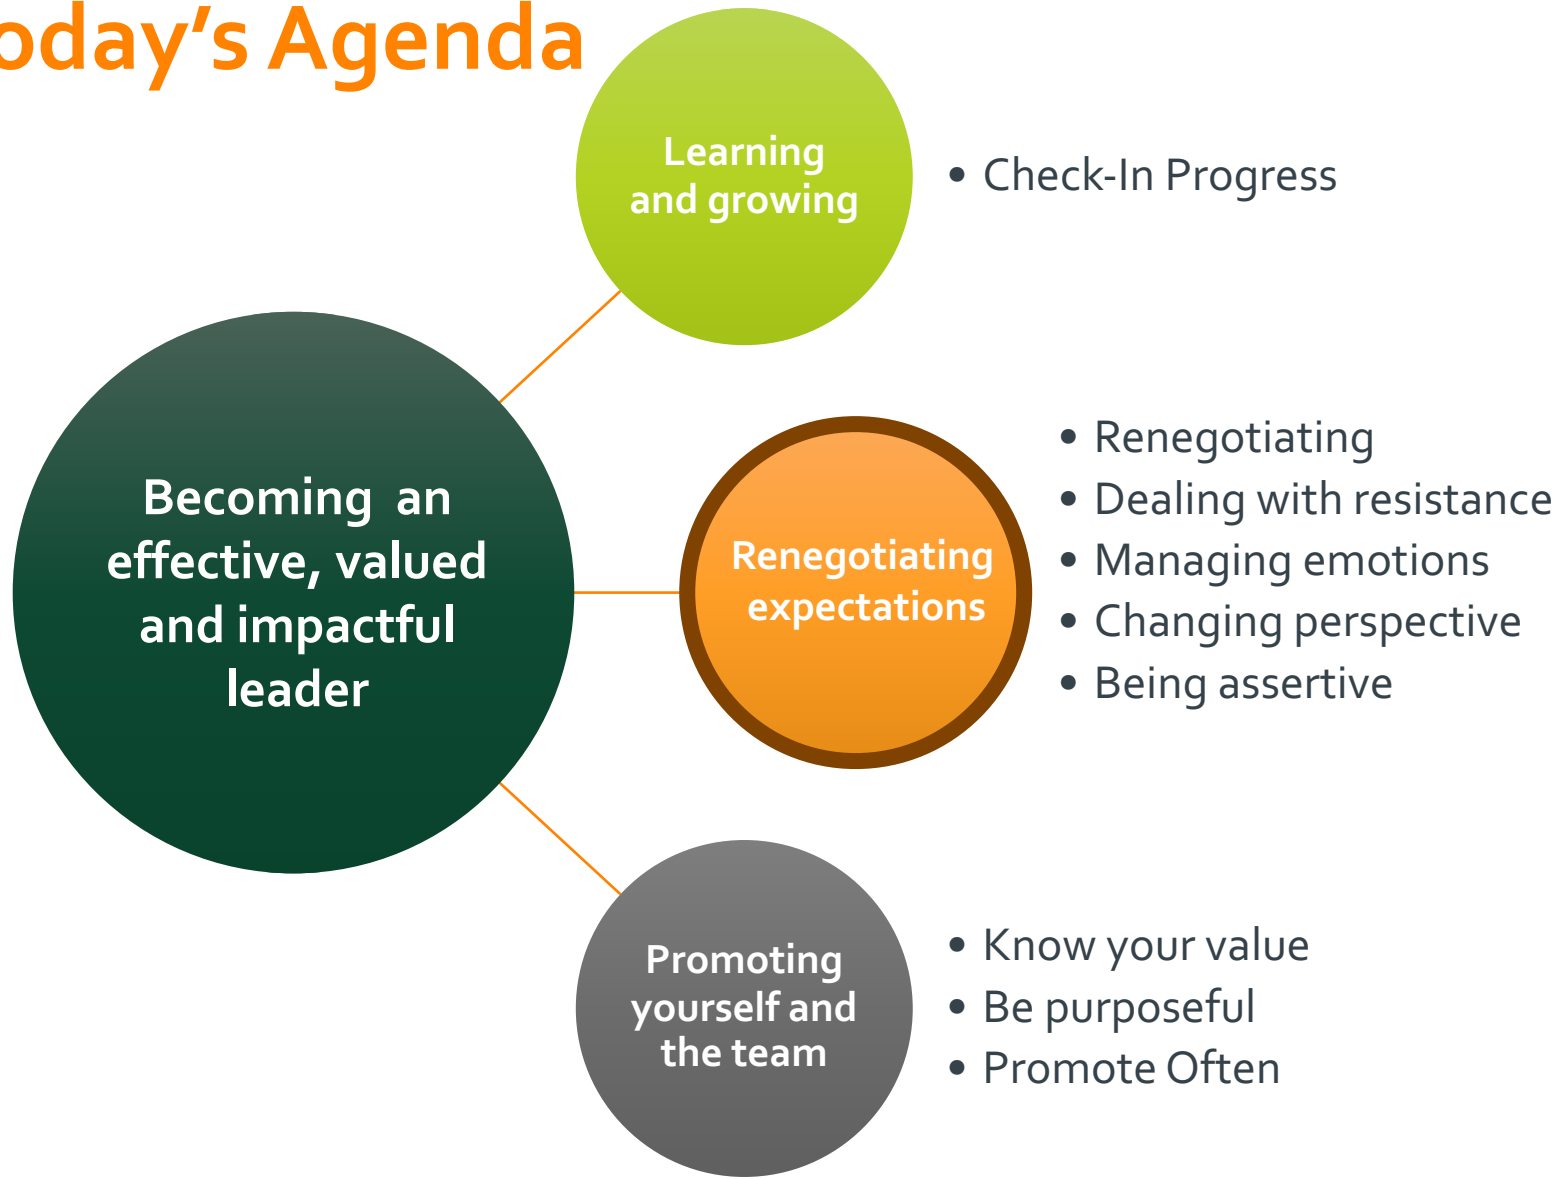 oday's Agenda
Learning
and growing
• Check-In Progress
Becoming an
effective, valued
and impactful
leader
Renegotiating
expectations
• Renegotiating
• Dealing with resistance
• Managing emotions
• Changing perspective
• Being assertive
Promoting
yourself and
the team
• Know your value
• Be purposeful
• Promote Often